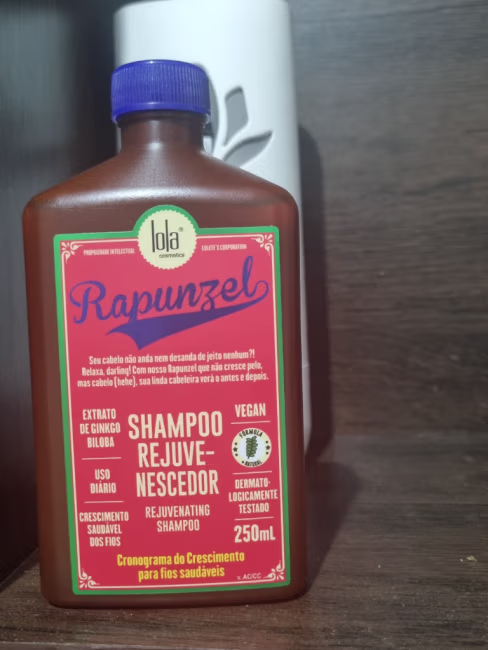 lola
cosmetics
PROPRIEDADE INTELECTUAL
LOLITE'S CORPORATION
Rapunzel
Seu cabelo não anda nem desanda de jeito nenhum?!
Relaxa, darling! Com nosso Rapunzel que não cresce pelo,
mas cabelo (hehe), sua linda cabeleira verá o antes e depois.
EXTRATO
DE GINKGO
BILOBA
USO
DIÁRIO
CRESCIMENTO
SAUDÁVEL
DOS FIOS
SHAMPOO
REJUVE-
NESCEDOR
REJUVENATING
SHAMPOO
VEGAN
FORMULA
NATURAL
DERMATO-
LOGICAMENTE
TESTADO
250mL
Cronograma do Crescimento
para fios saudáveis